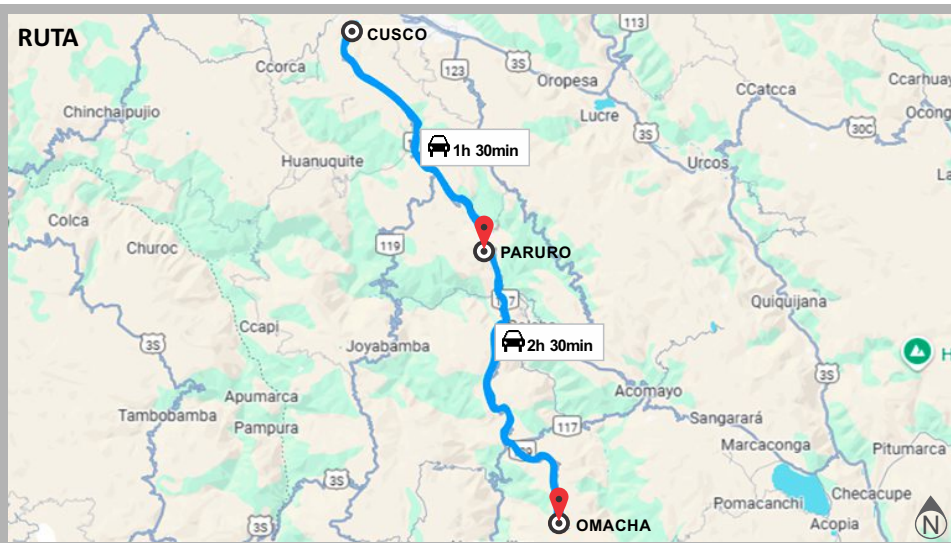 RUTA
CUSCO
113
Ccorca
123
3S
Oropesa
CCatcca
Ccarhuay
Chinchaipujio
Lucre
Ocong
3S
30C
1h 30min
Huanuquite
Urcos
La
Colca
Churoc
119
PARURO
Quiquijana
Ccapi
3S
Joyabamba
2h 30min
H
3S
Apumarca
Acomayo
Tambobamba
Pampura
117
Sangarará
Marcaconga
Pitumarca
3S
Pomacanchi
Checacupe
3S
OMACHA
Acopia
N